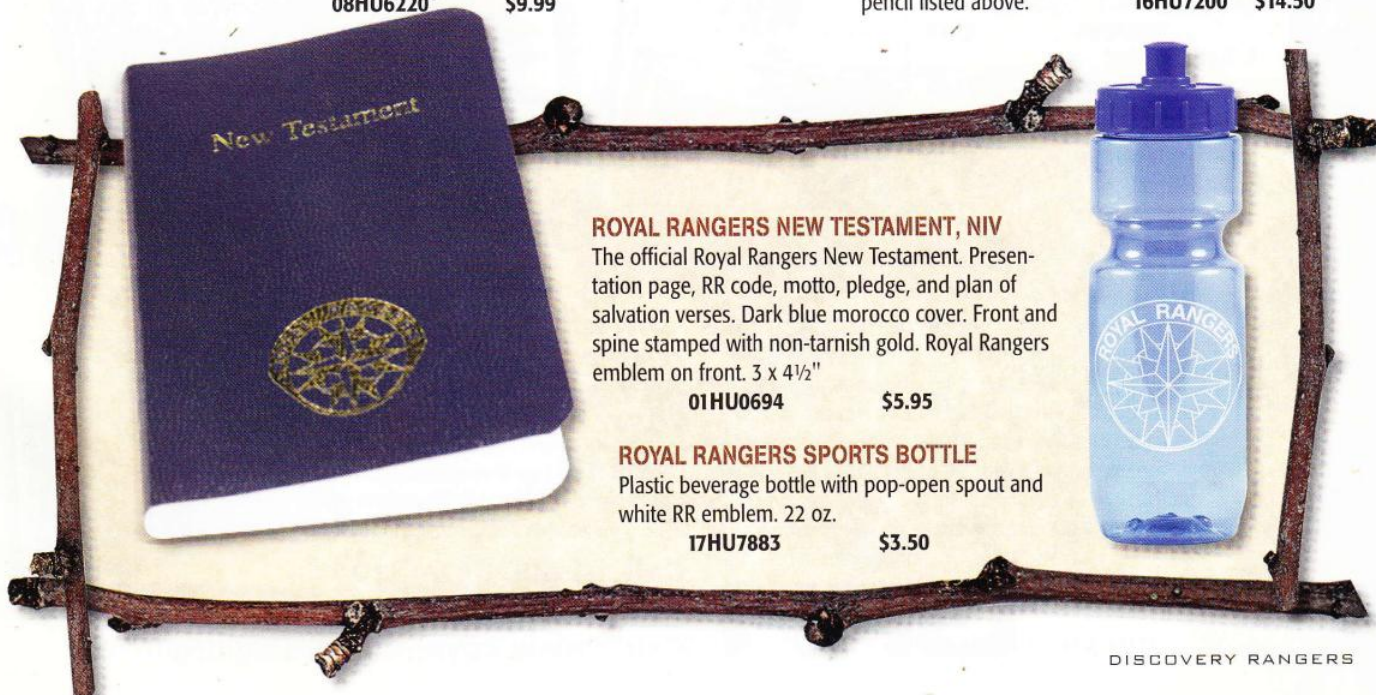 08HU6220 $9.99
pencil listed above. 16HU7200 $14.50
New Testament
ROYAL RANGERS NEW TESTAMENT, NIV
The official Royal Rangers New Testament. Presen-
tation page, RR code, motto, pledge, and plan of
salvation verses. Dark blue morocco cover. Front and
spine stamped with non-tarnish gold. Royal Rangers
emblem on front. 3 x 4½"
01HU0694 $5.95
ROYAL RANGERS SPORTS BOTTLE
Plastic beverage bottle with pop-open spout and
white RR emblem. 22 oz.
17HU7883 $3.50
ROYAL RANGERS
DISCOVERY RANGERS